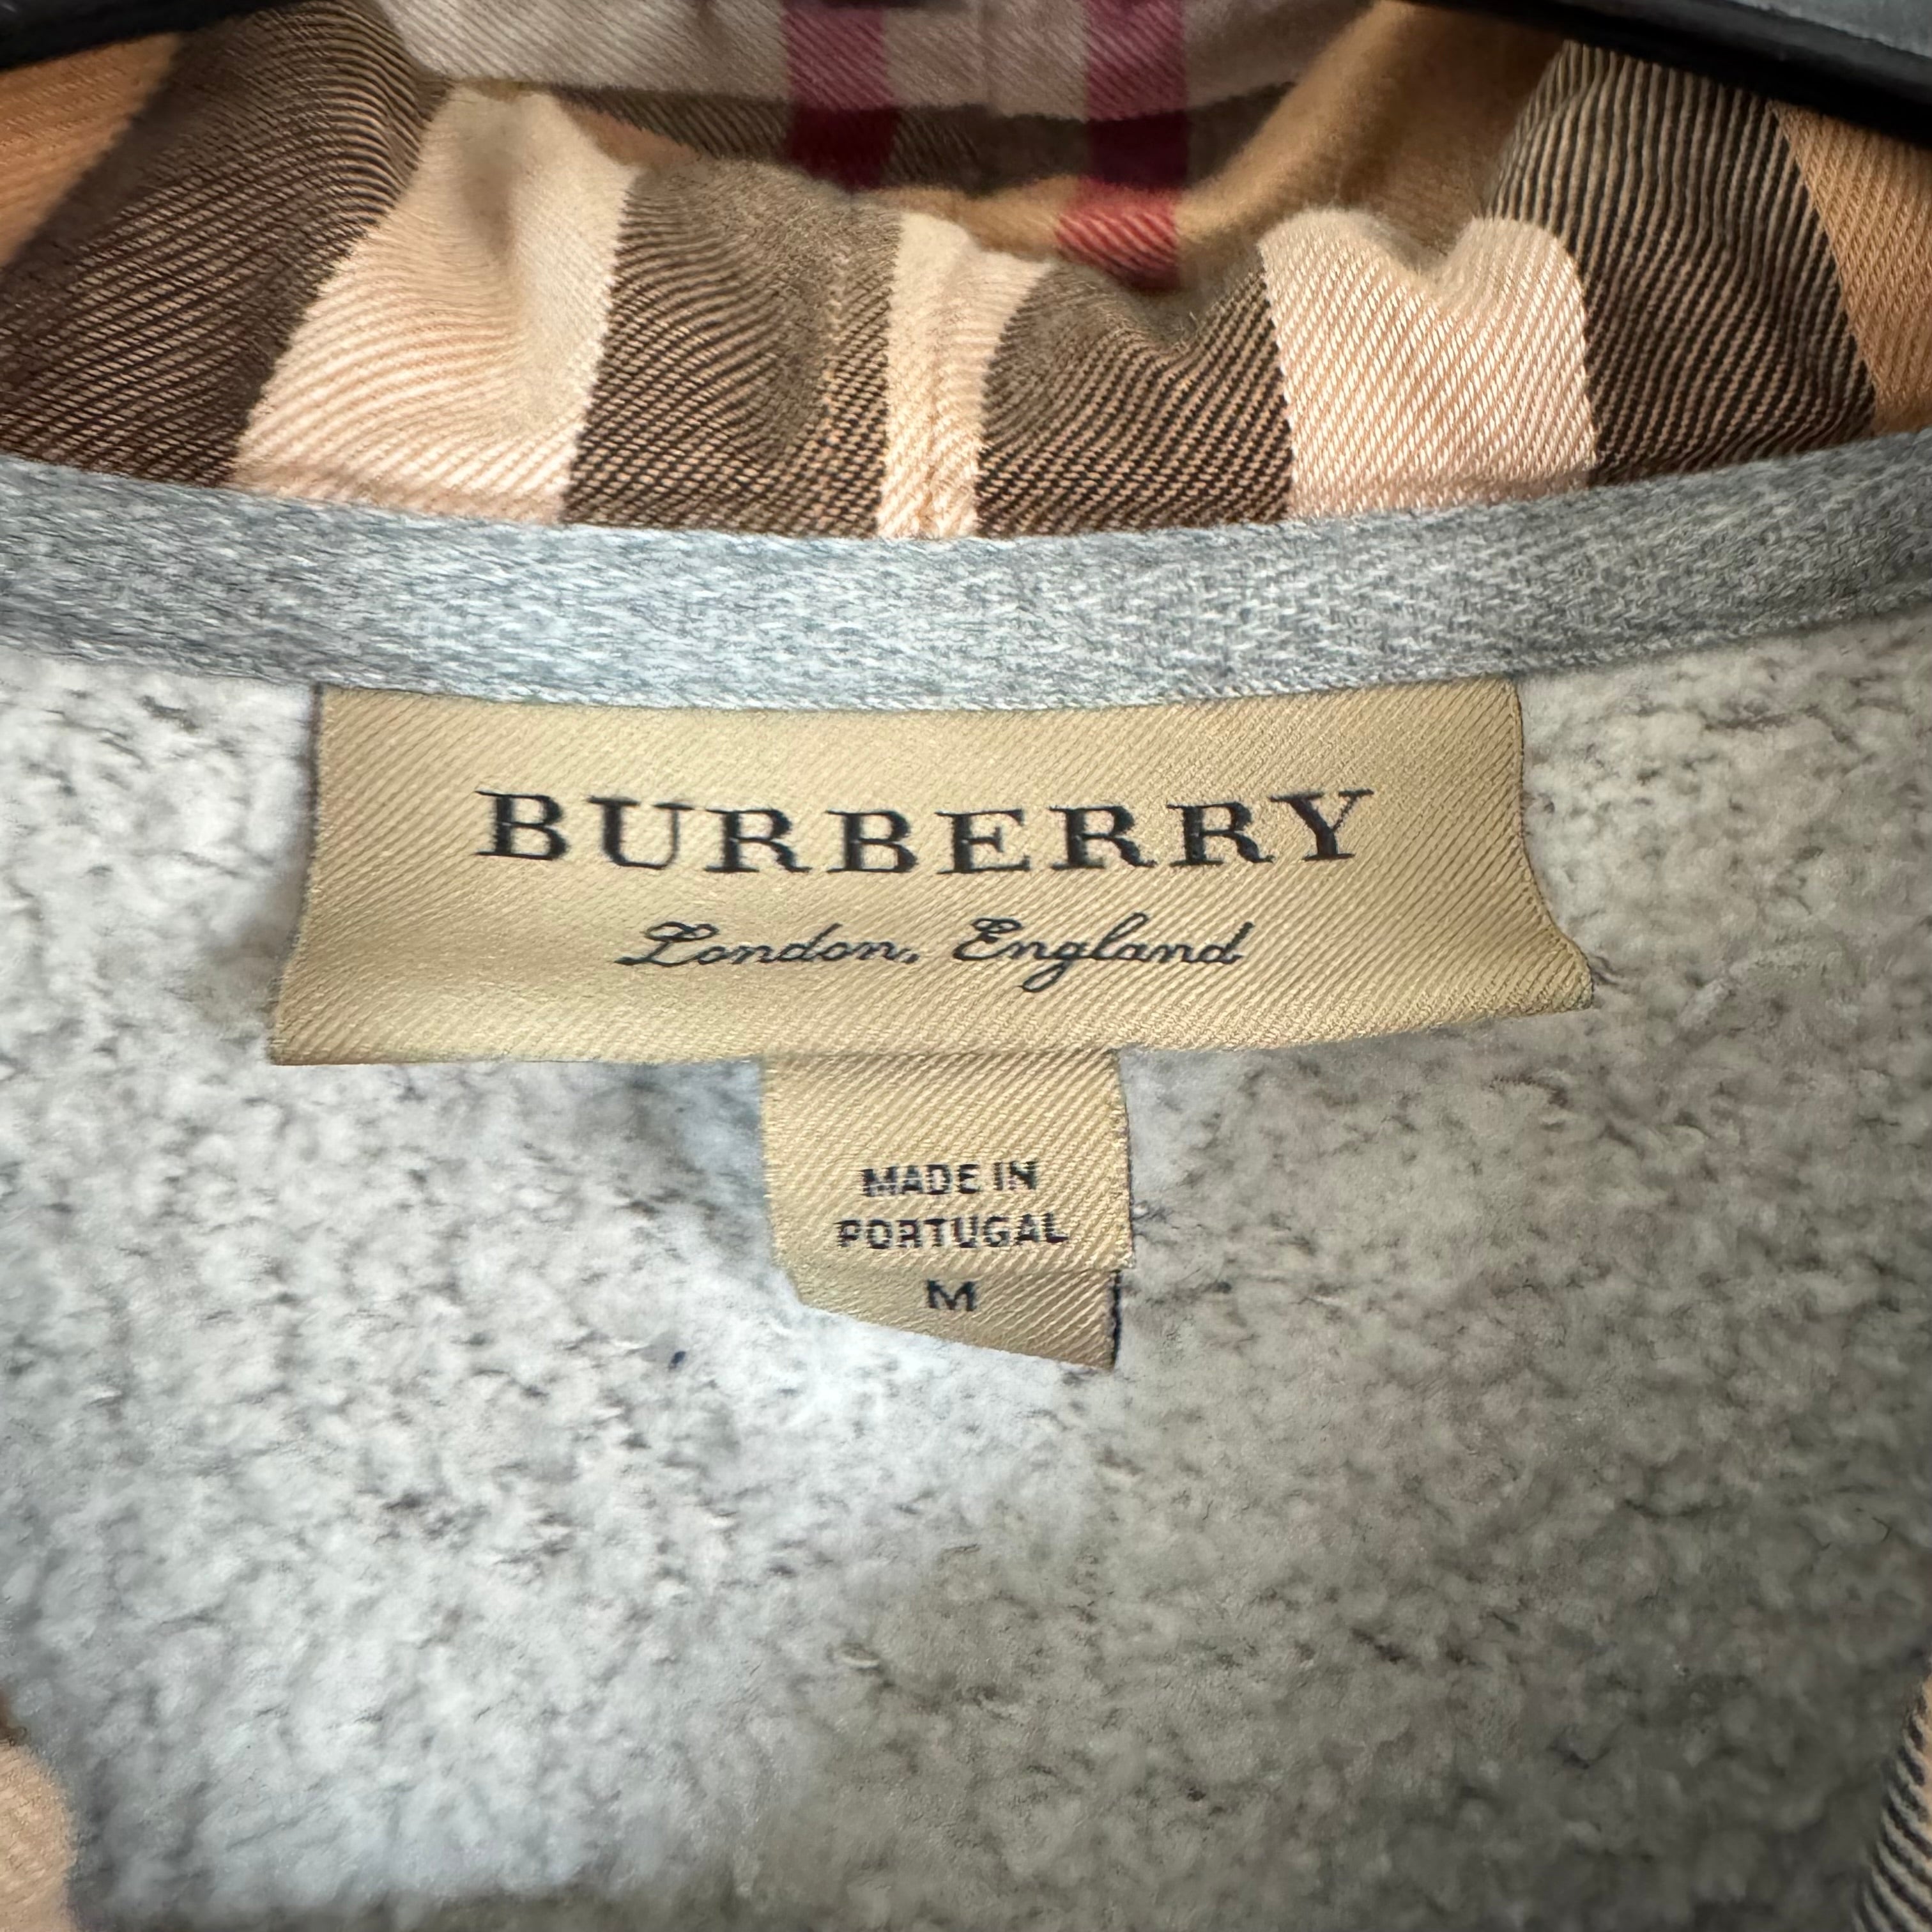 BURBERRY
London, England
MADE IN
PORTUGAL
M